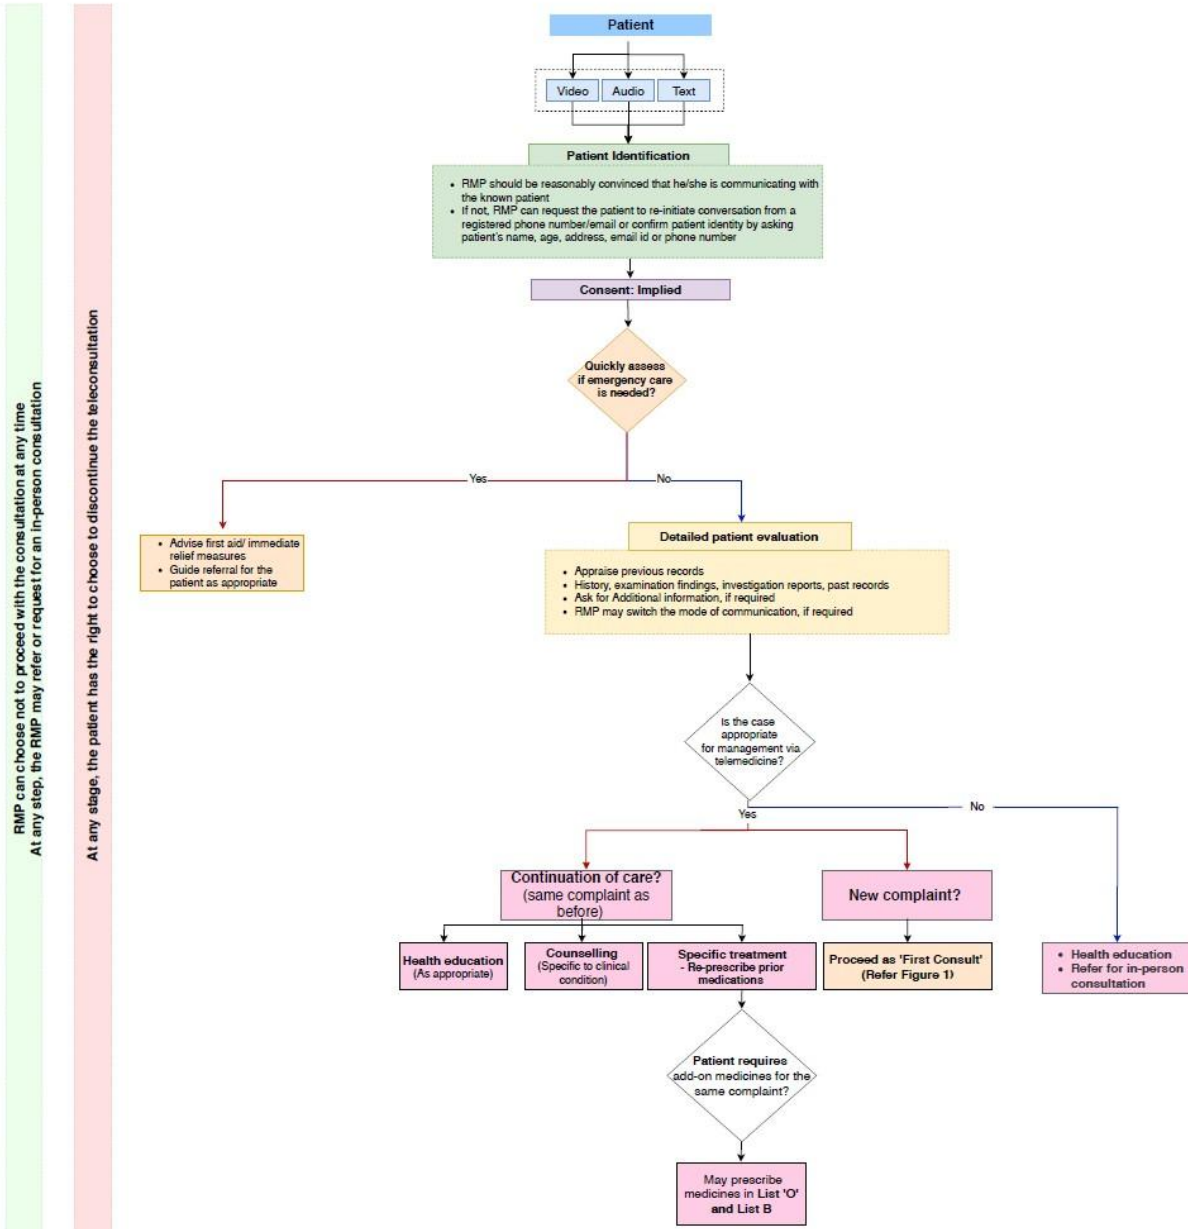 Patient
Video
Audio
Text
Patient Identification
• RMP should be reasonably convinced that he/she is communicating with
the known patient
• If not, RMP can request the patient to re-initiate conversation from a
registered phone number/email or confirm patient identity by asking
patient's name, age, address, email id or phone number
Consent: Implied
Quickly assess
if emergency care
is needed?
Yes
No
• Advise first aid/ immediate
relief measures
• Guide referral for the
patient as appropriate
Detailed patient evaluation
• Appraise previous records
• History, examination findings, investigation reports, past records
• Ask for Additional information, if required
• RMP may switch the mode of communication, if required
Is the case
appropriate
for management via
telemedicine?
Yes
No
Continuation of care?
(same complaint as
before)
New complaint?
Health education
(As appropriate)
Counselling
(Specific to clinical
condition)
Specific treatment
- Re-prescribe prior
medications
Proceed as 'First Consult'
(Refer Figure 1)
• Health education
• Refer for in-person
consultation
Patient requires
add-on medicines for the
same complaint?
May prescribe
medicines in List 'O'
and List B
RMP can choose not to proceed with the consultation at any time
At any step, the RMP may refer or request for an in-person consultation
At any stage, the patient has the right to choose to discontinue the teleconsultation